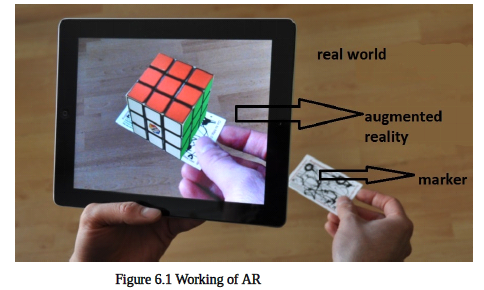 real world
augmented
reality
marker
Figure 6.1 Working of AR